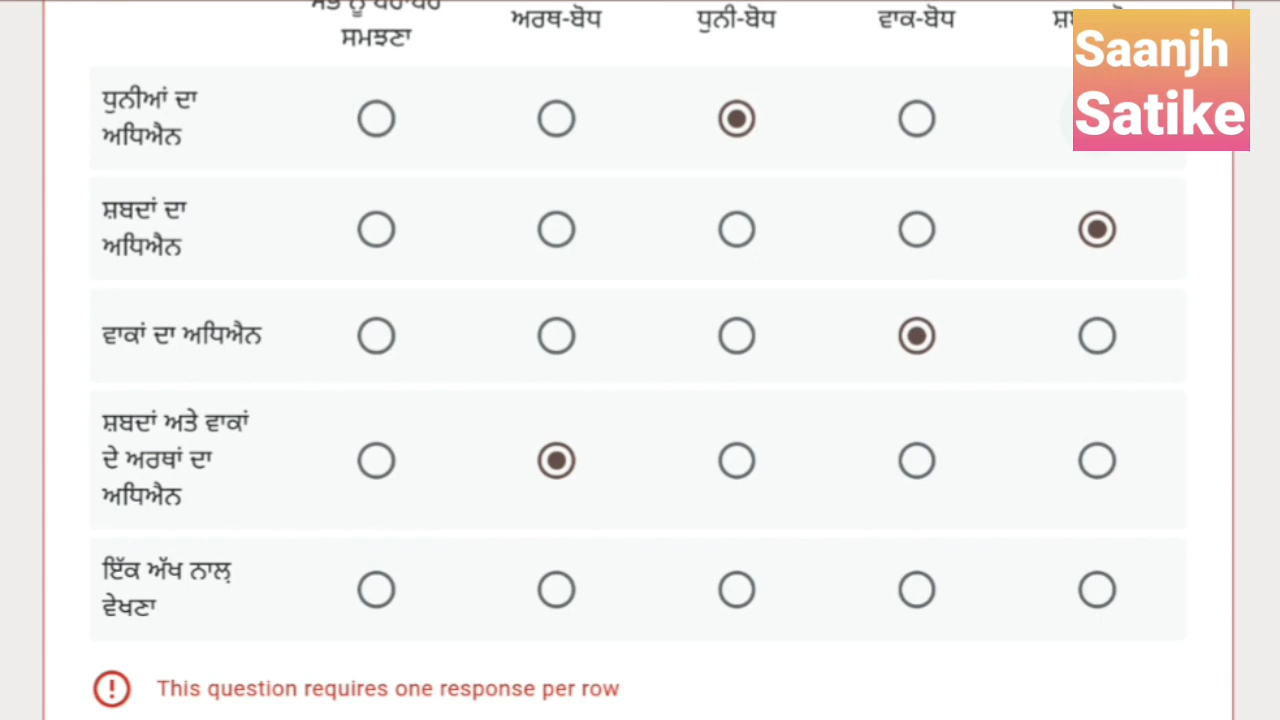 ਸਮਝਣਾ
ਅਰਥ-ਬੋਧ
ਧੁਨੀ-ਬੋਧ
ਵਾਕ-ਬੋਧ
Saanjh
Satike
ਧੁਨੀਆਂ ਦਾ
ਅਧਿਐਨ
ਸ਼ਬਦਾਂ ਦਾ
ਅਧਿਐਨ
ਵਾਕਾਂ ਦਾ ਅਧਿਐਨ
ਸ਼ਬਦਾਂ ਅਤੇ ਵਾਕਾਂ
ਦੇ ਅਰਥਾਂ ਦਾ
ਅਧਿਐਨ
ਇੱਕ ਅੱਖ ਨਾਲ਼
ਵੇਖਣਾ
This question requires one response per row